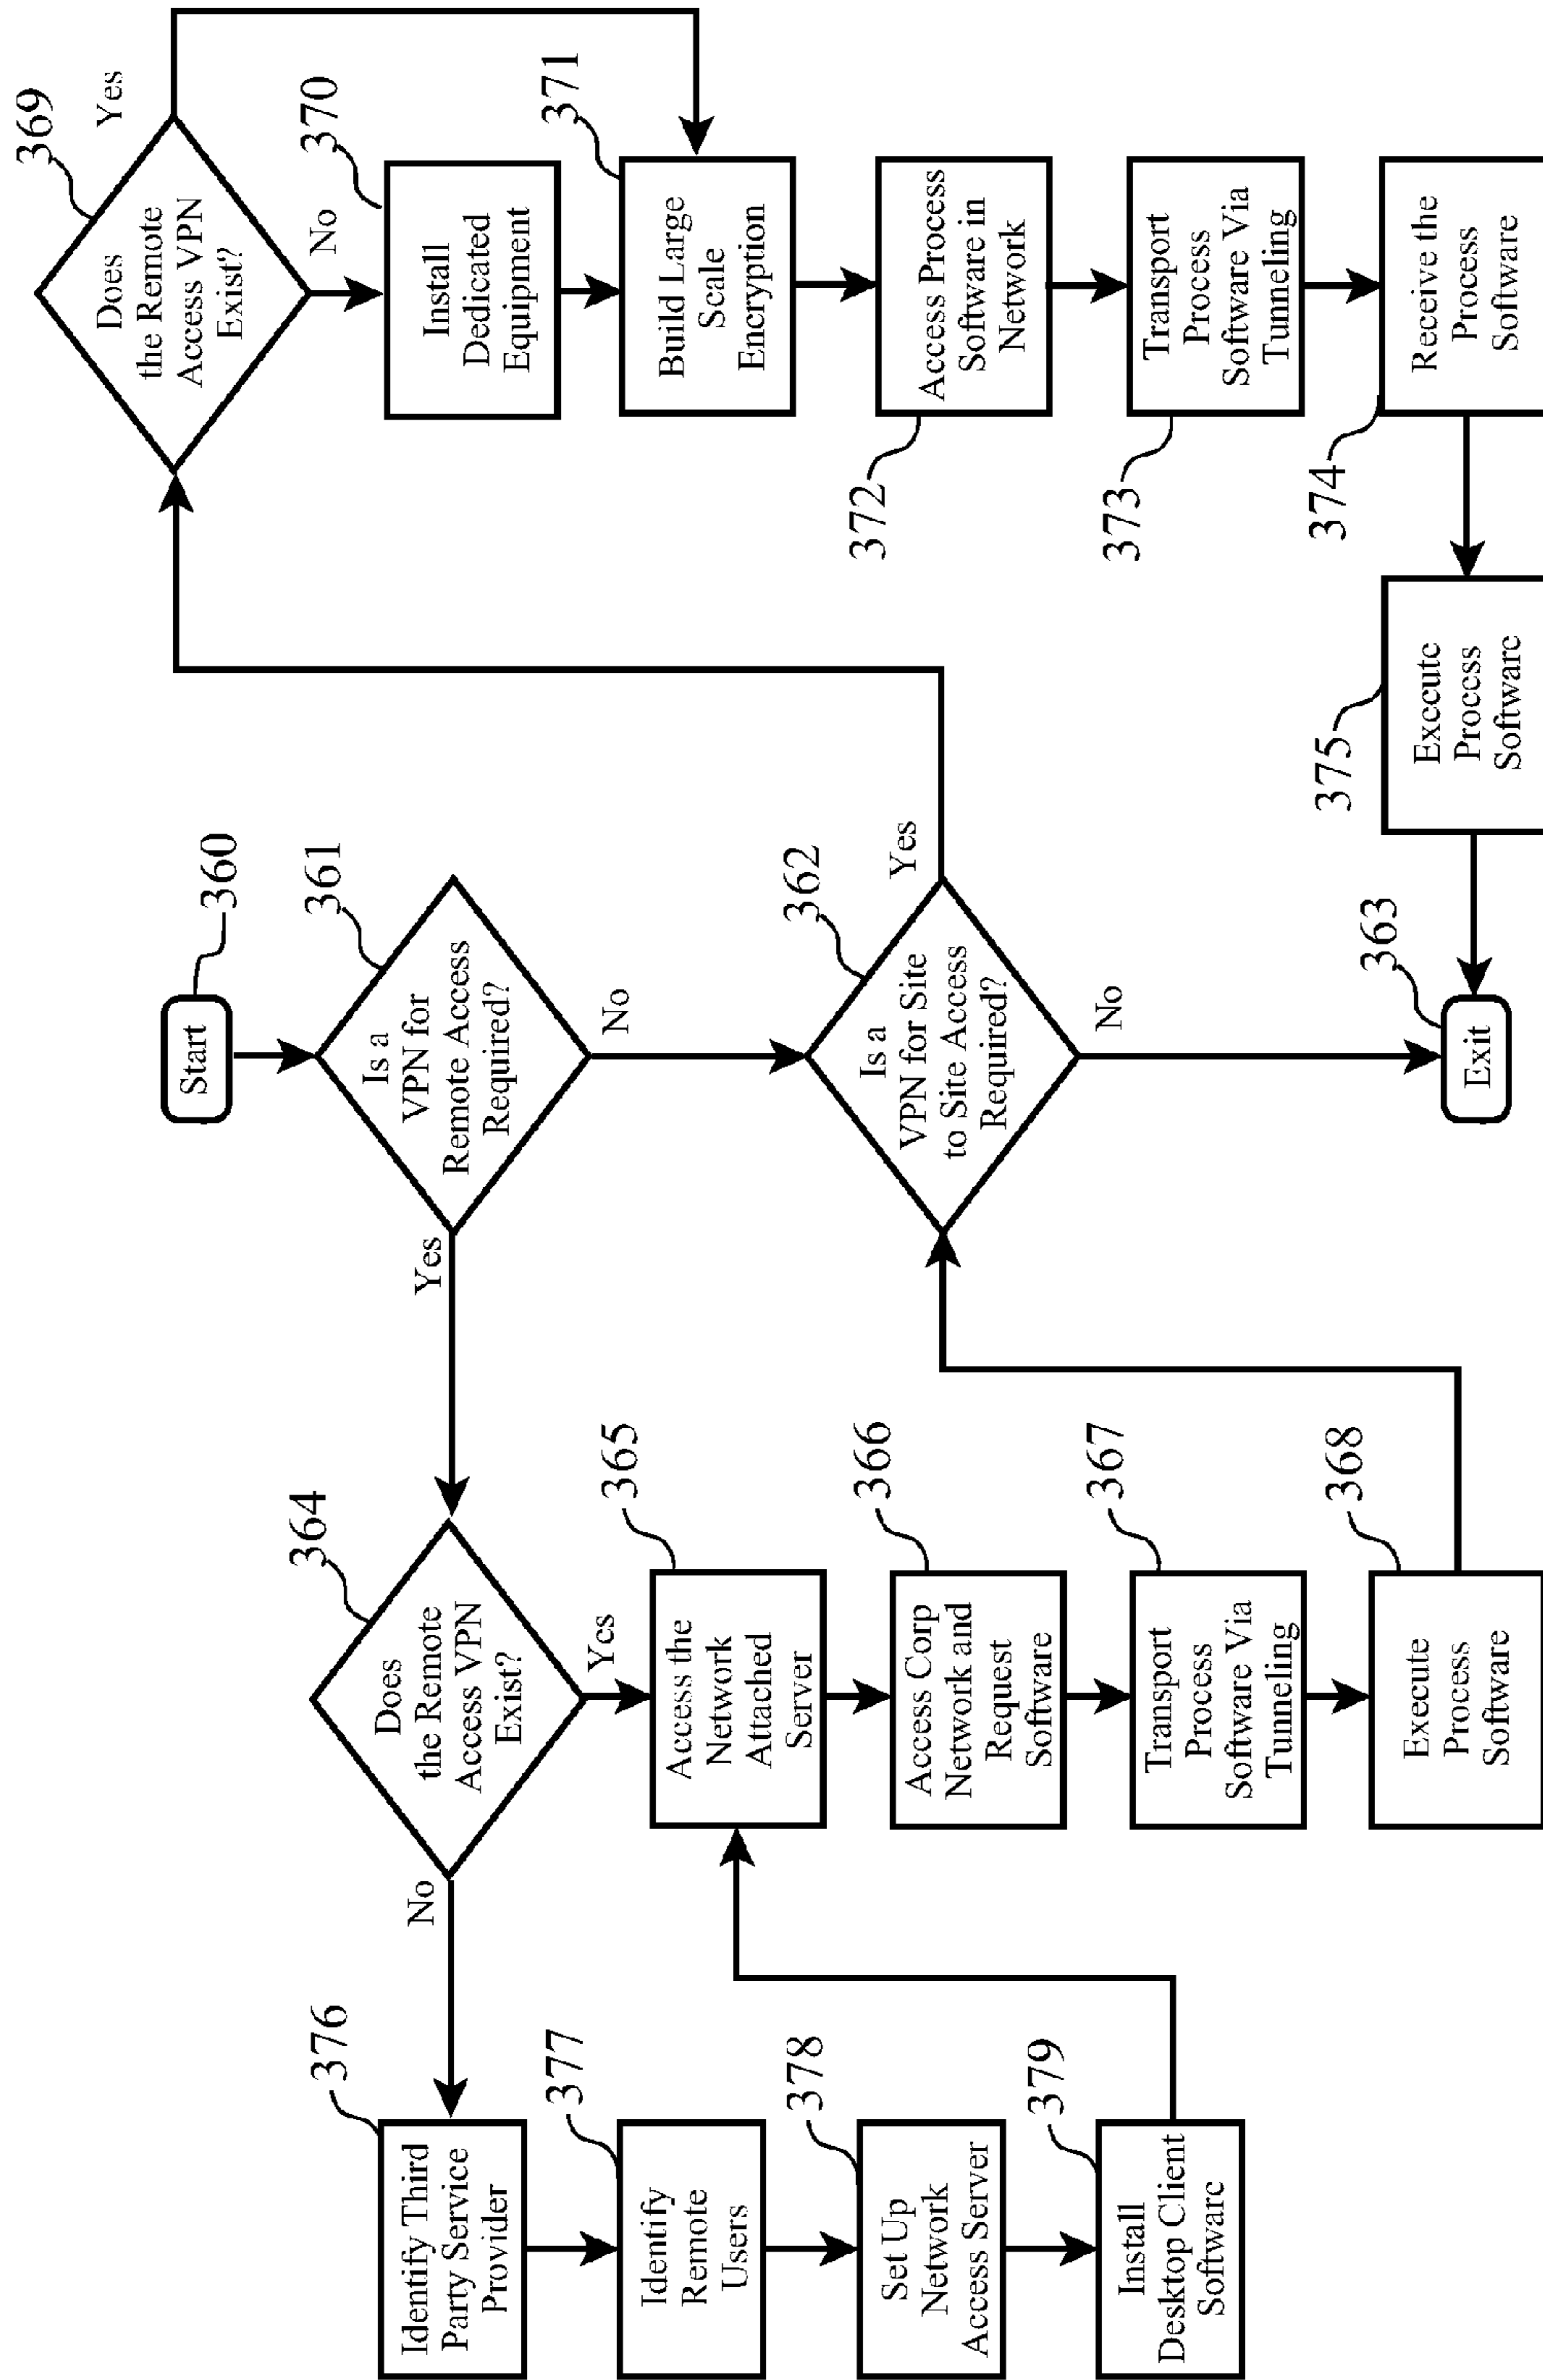 360
Start
361
Is a
VPN for
Remote Access
Required?
Yes
No
362
Is a
VPN for Site
to Site Access
Required?
Yes
No
363
Exit
364
Does
the Remote
Access VPN
Exist?
No
Yes
365
Access the
Network
Attached
Server
366
Access Corp
Network and
Request
Software
367
Transport
Process
Software Via
Tunneling
368
Execute
Process
Software
369
Does
the Remote
Access VPN
Exist?
Yes
No
370
Install
Dedicated
Equipment
371
Build Large
Scale
Encryption
372
Access Process
Software in
Network
373
Transport
Process
Software Via
Tunneling
374
Receive the
Process
Software
375
Execute
Process
Software
376
Identify Third
Party Service
Provider
377
Identify
Remote
Users
378
Set Up
Network
Access Server
379
Install
Desktop Client
Software